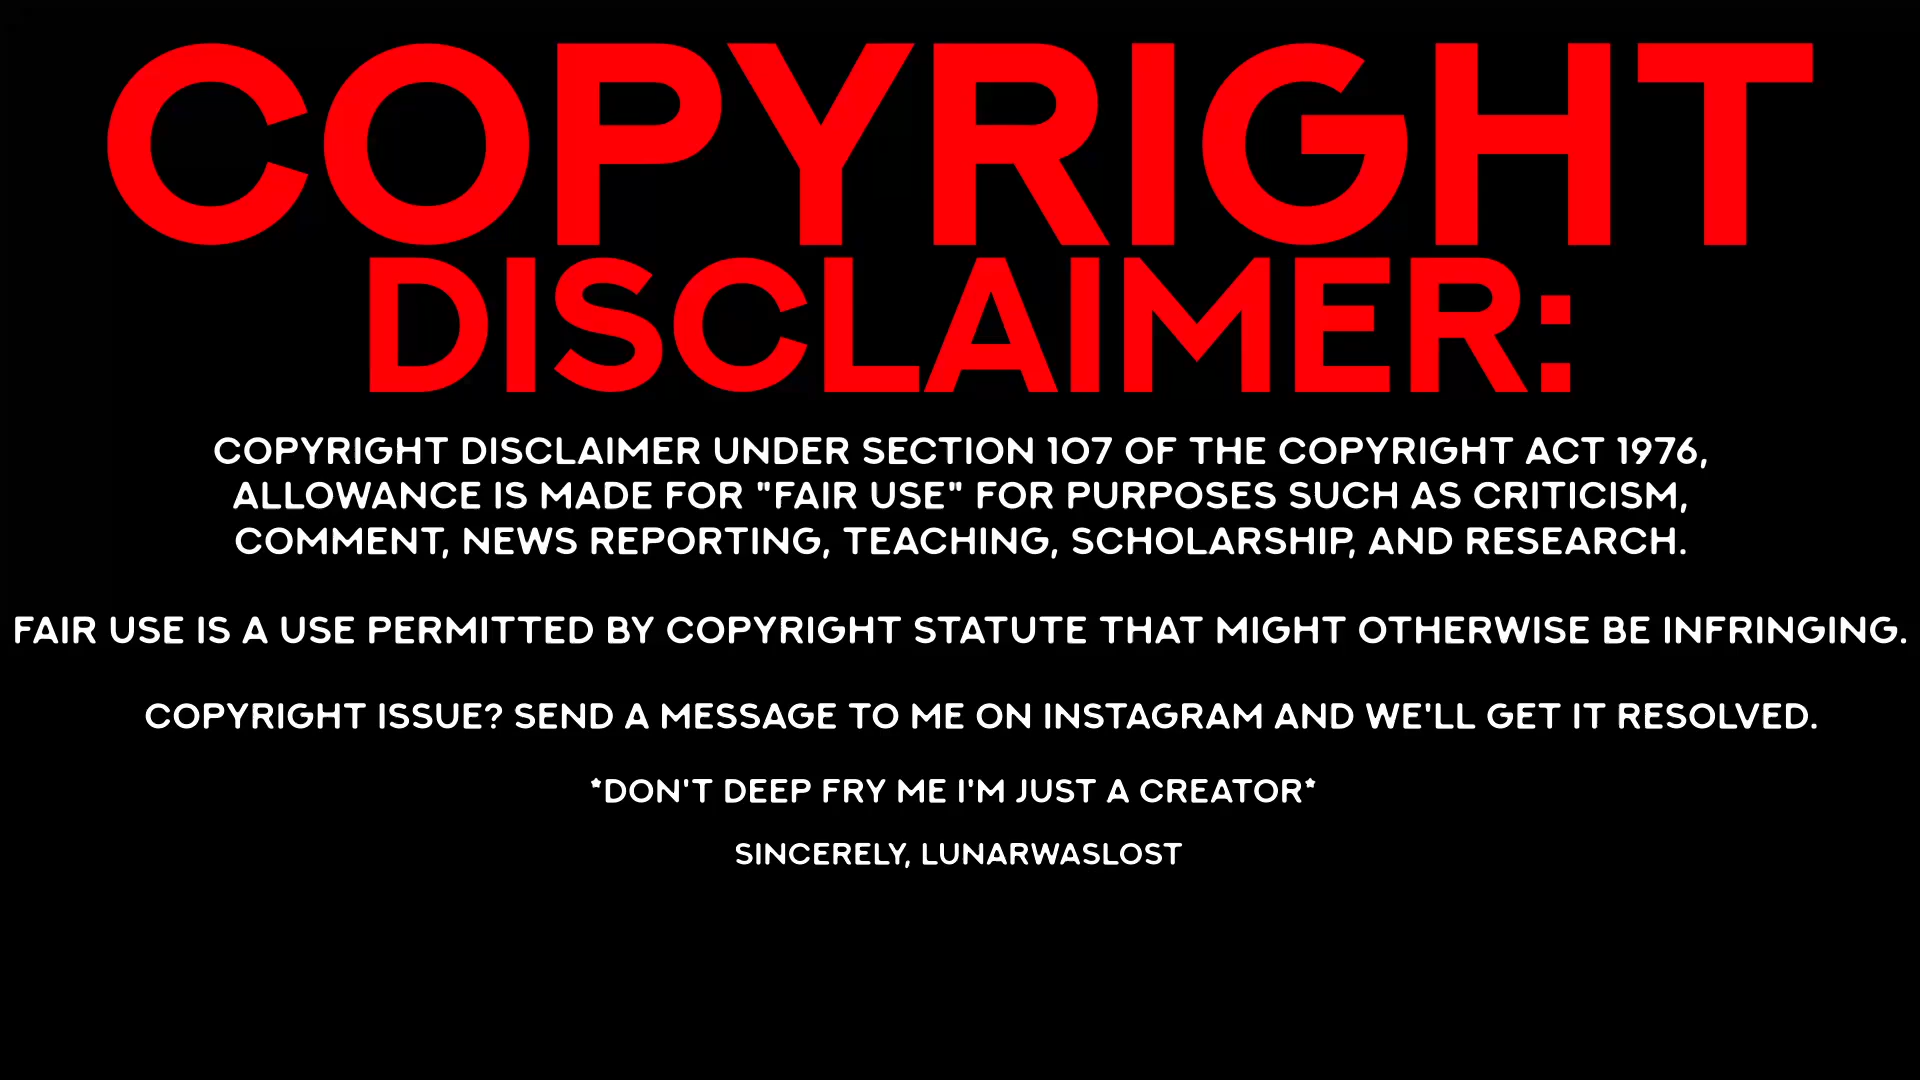 COPYRIGHT
DISCLAIMER:
COPYRIGHT DISCLAIMER UNDER SECTION 107 OF THE COPYRIGHT ACT 1976,
ALLOWANCE IS MADE FOR "FAIR USE" FOR PURPOSES SUCH AS CRITICISM,
COMMENT, NEWS REPORTING, TEACHING, SCHOLARSHIP, AND RESEARCH.
FAIR USE IS A USE PERMITTED BY COPYRIGHT STATUTE THAT MIGHT OTHERWISE BE INFRINGING.
COPYRIGHT ISSUE? SEND A MESSAGE TO ME ON INSTAGRAM AND WE'LL GET IT RESOLVED.
*DON'T DEEP FRY ME I'M JUST A CREATOR*
SINCERELY, LUNARWASLOST